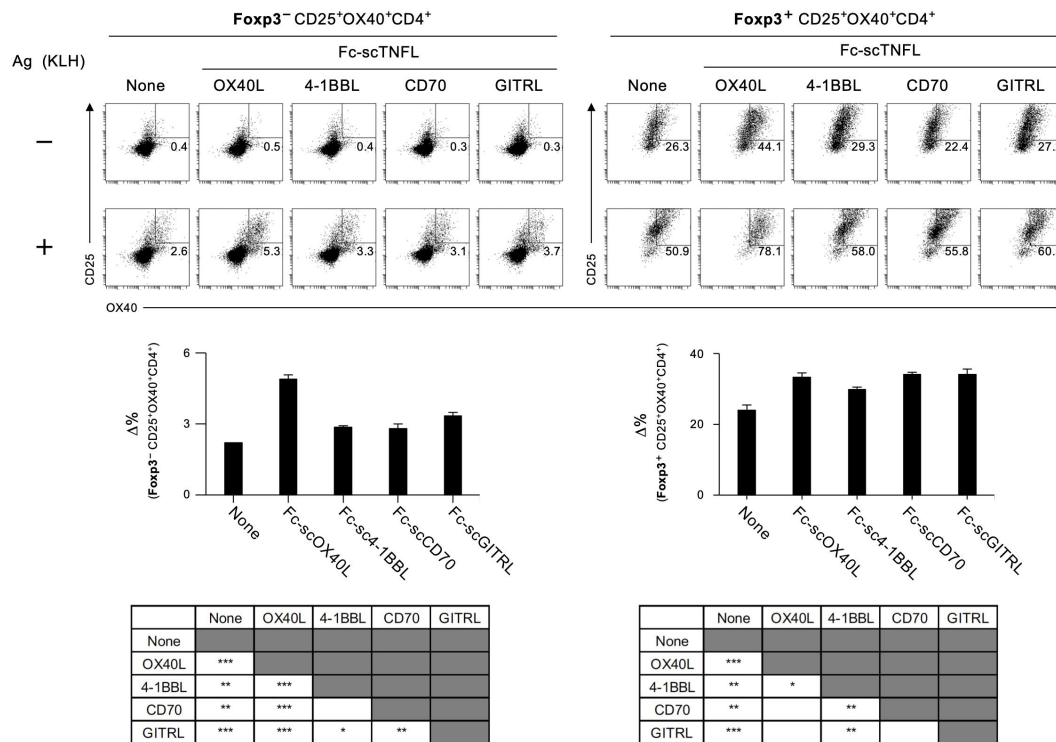 Foxp3⁻ CD25⁺OX40⁺CD4⁺
Foxp3⁺ CD25⁺OX40⁺CD4⁺
Ag (KLH)
Fc-scTNFL
Fc-scTNFL
None OX40L 4-1BBL CD70 GITRL
None OX40L 4-1BBL CD70 GITRL
−
0.4 0.5 0.4 0.3 0.3
26.3 44.1 29.3 22.4 27.
+
2.6 5.3 3.3 3.1 3.7
50.9 78.1 58.0 55.8 60.
CD25
CD25
OX40
Δ%
(Foxp3⁻ CD25⁺OX40⁺CD4⁺)
6
3
0
None Fc-scOX40L Fc-sc4-1BBL Fc-scCD70 Fc-scGITRL
Δ%
(Foxp3⁺ CD25⁺OX40⁺CD4⁺)
40
20
0
None Fc-scOX40L Fc-sc4-1BBL Fc-scCD70 Fc-scGITRL
None OX40L 4-1BBL CD70 GITRL
None
OX40L ***
4-1BBL ** ***
CD70 ** ***
GITRL *** *** * **
None OX40L 4-1BBL CD70 GITRL
None
OX40L ***
4-1BBL ** *
CD70 ** **
GITRL *** **